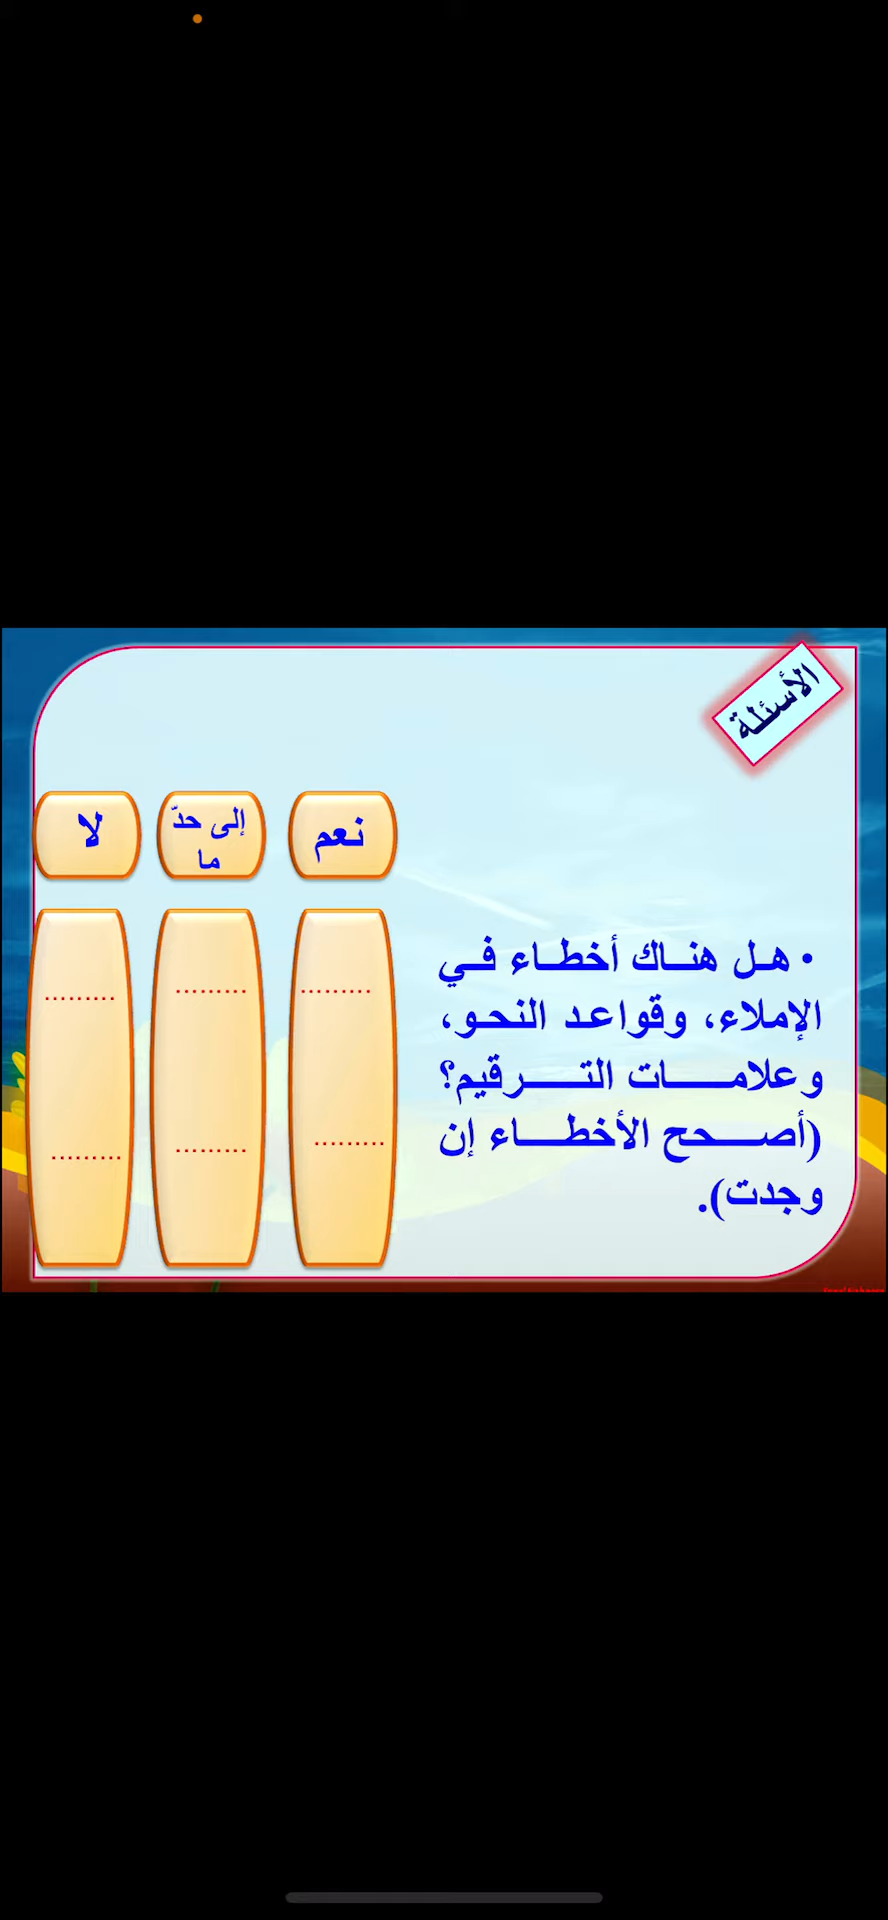 الأسئلة
نعم
إلى حدّ
ما
لا
• هل هناك أخطاء في
الإملاء، وقواعد النحو،
وعلامات الترقيم؟
(أصحح الأخطاء إن
وجدت).
......... ......... .........
......... ......... .........